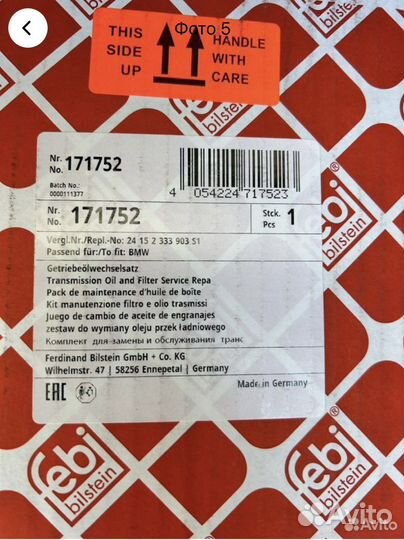 Фото 5
THIS
SIDE
UP
HANDLE
WITH
CARE
febi
bilstein
Nr.
No. 171752
Batch No.:
0000111377
4 054224 717523
Nr.
No. 171752
Stck.
Pcs 1
Vergl.Nr./Repl.-No: 24 15 2 333 903 S1
Passend für:/To fit: BMW
Getriebeölwechselsatz
Transmission Oil and Filter Service Repa
Pack de maintenance d'huile de boîte
Kit manutenzione filtro e olio trasmissi
Juego de cambio de aceite de engranajes
zestaw do wymiany oleju przek ładniowego
Комплект для замены и обслуживания транс
Ferdinand Bilstein GmbH + Co. KG
Wilhelmstr. 47 | 58256 Ennepetal | Germany
EAC
Made in Germany
febi
bilstein
febi
bilstein
Avito
Avito